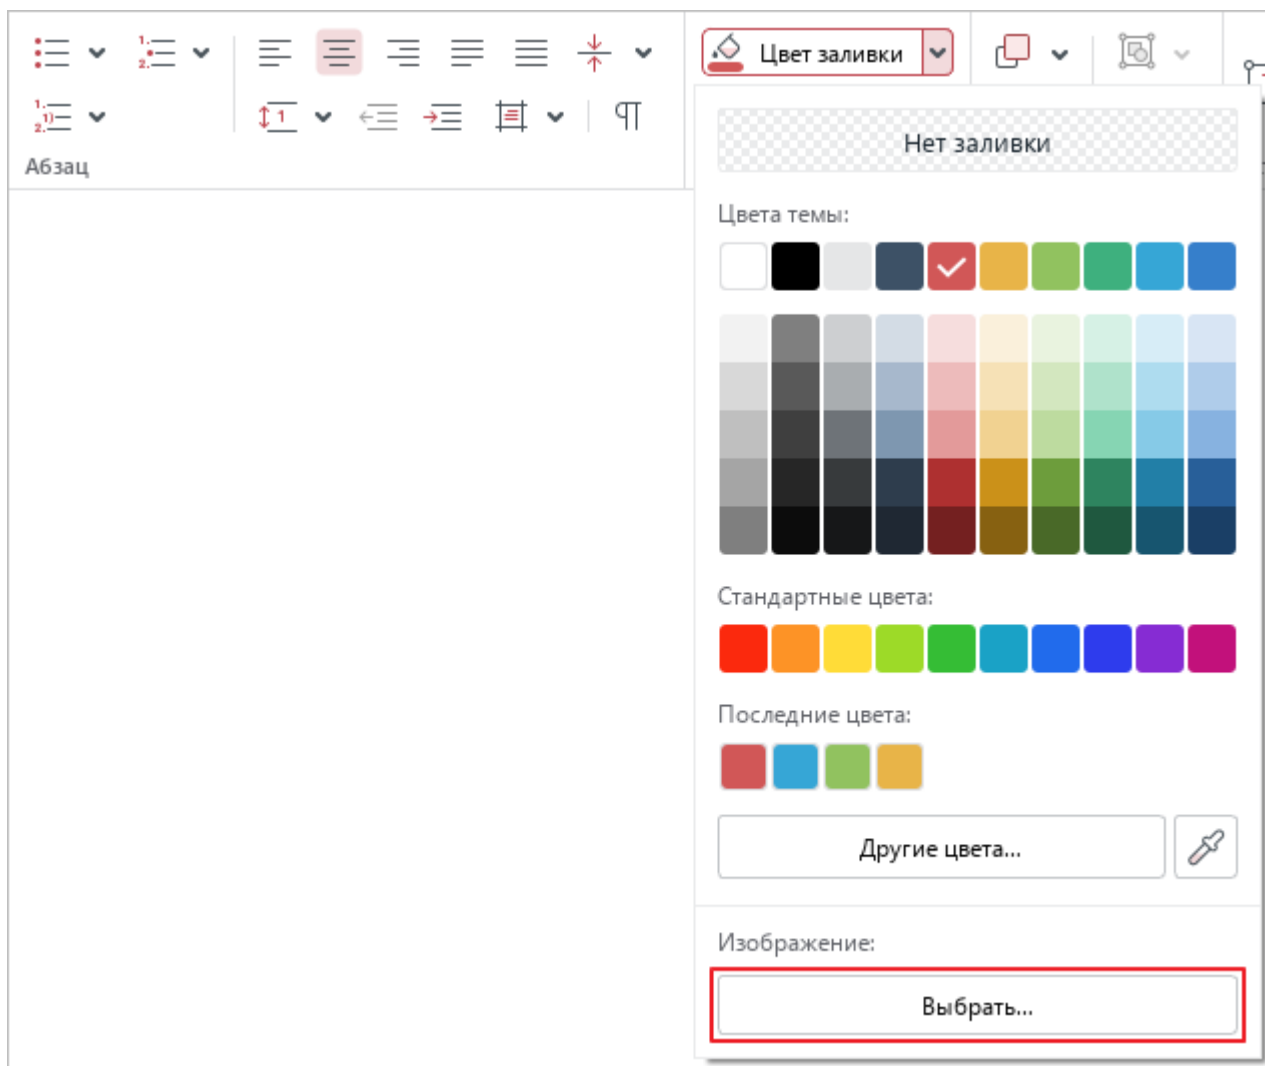 Цвет заливки
Абзац
Нет заливки
Цвета темы:
Стандартные цвета:
Последние цвета:
Другие цвета...
Изображение:
Выбрать...